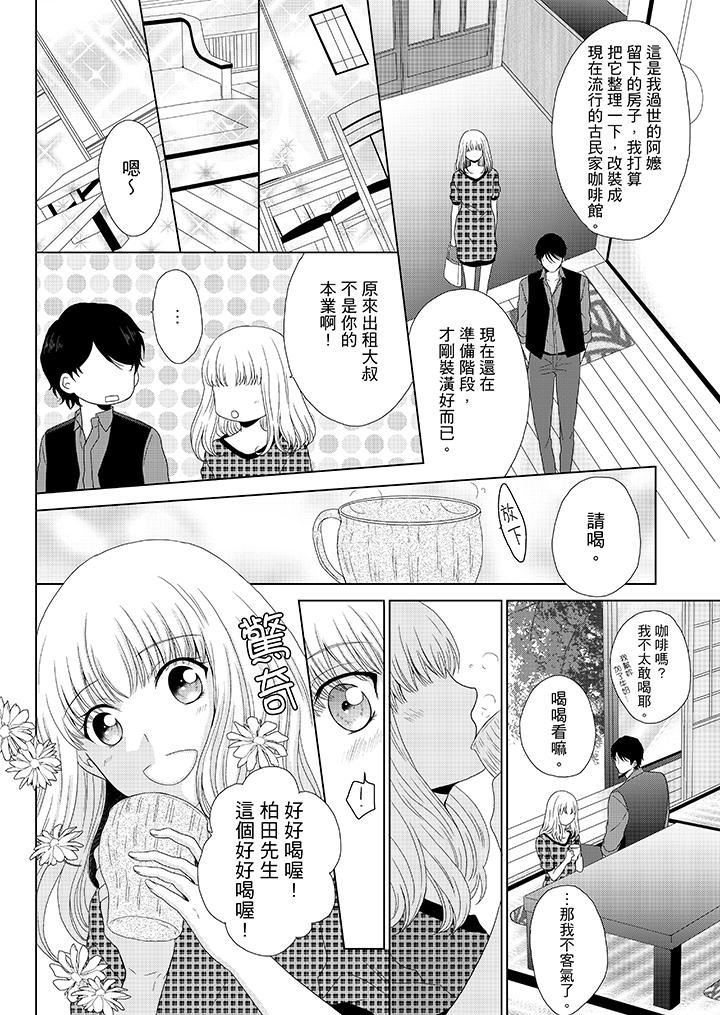 這是我過世的阿嬤
留下的房子，我打算
把它整理一下，改裝成
現在流行的古民家咖啡館。
現在還在
準備階段，
才剛裝潢好而已。
嗯～
原來出租大叔
不是你的
本業啊！
…
請喝。
放下
咖啡嗎？
我不太敢喝耶。
喝喝看嘛。
…那我不客氣了。
！
驚奇
好好喝喔！
柏田先生
這個好好喝喔！